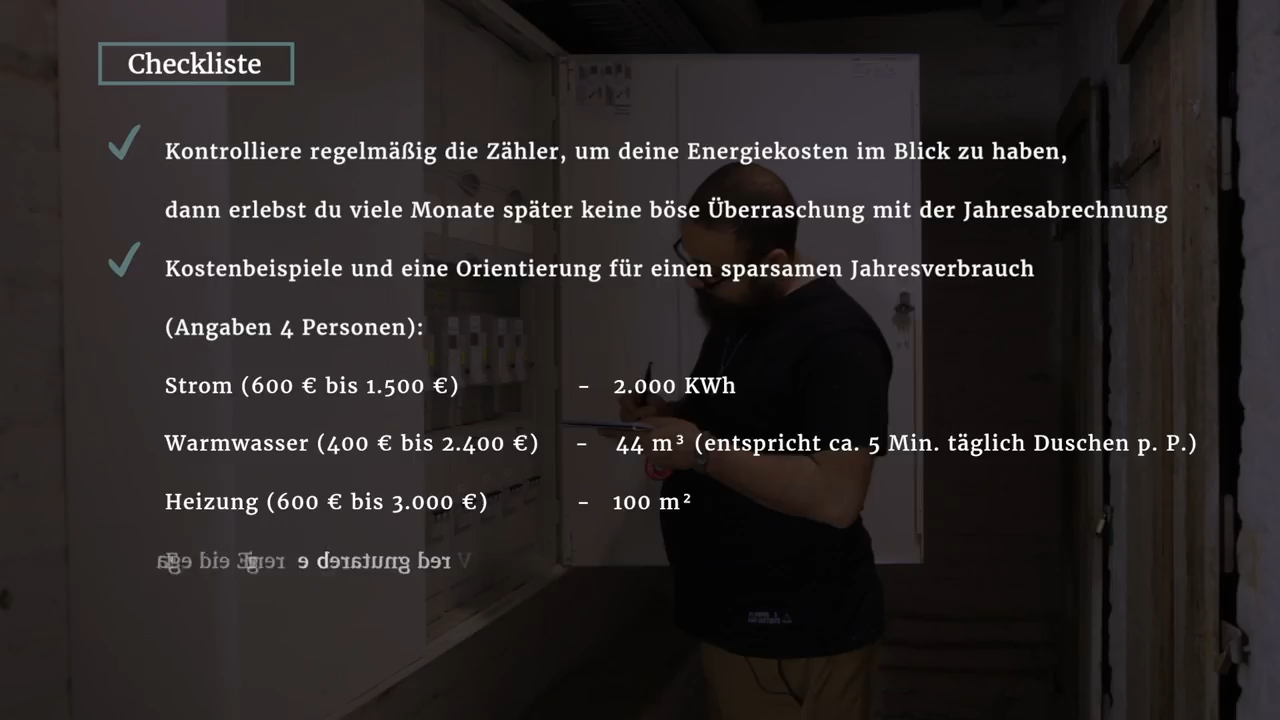 Checkliste
Kontrolliere regelmäßig die Zähler, um deine Energiekosten im Blick zu haben,
dann erlebst du viele Monate später keine böse Überraschung mit der Jahresabrechnung
Kostenbeispiele und eine Orientierung für einen sparsamen Jahresverbrauch
(Angaben 4 Personen):
Strom (600 € bis 1.500 €) - 2.000 KWh
Warmwasser (400 € bis 2.400 €) - 44 m³ (entspricht ca. 5 Min. täglich Duschen p. P.)
Heizung (600 € bis 3.000 €) - 100 m²